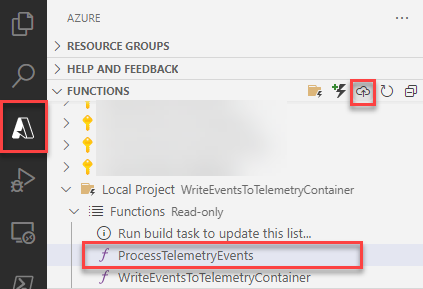 AZURE
RESOURCE GROUPS
HELP AND FEEDBACK
FUNCTIONS
Local Project WriteEventsToTelemetryContainer
Functions Read-only
Run build task to update this list...
ProcessTelemetryEvents
WriteEventsToTelemetryContainer